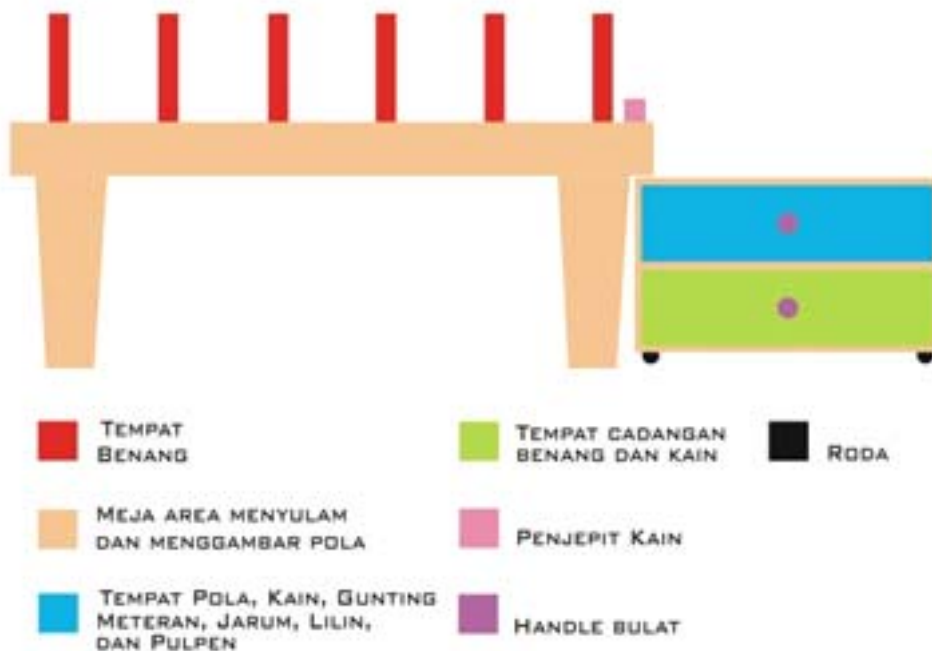 TEMPAT
BENANG
TEMPAT CADANGAN
BENANG DAN KAIN
RODA
MEJA AREA MENYULAM
DAN MENGGAMBAR POLA
PENJEPIT KAIN
TEMPAT POLA, KAIN, GUNTING
METERAN, JARUM, LILIN,
DAN PULPEN
HANDLE BULAT